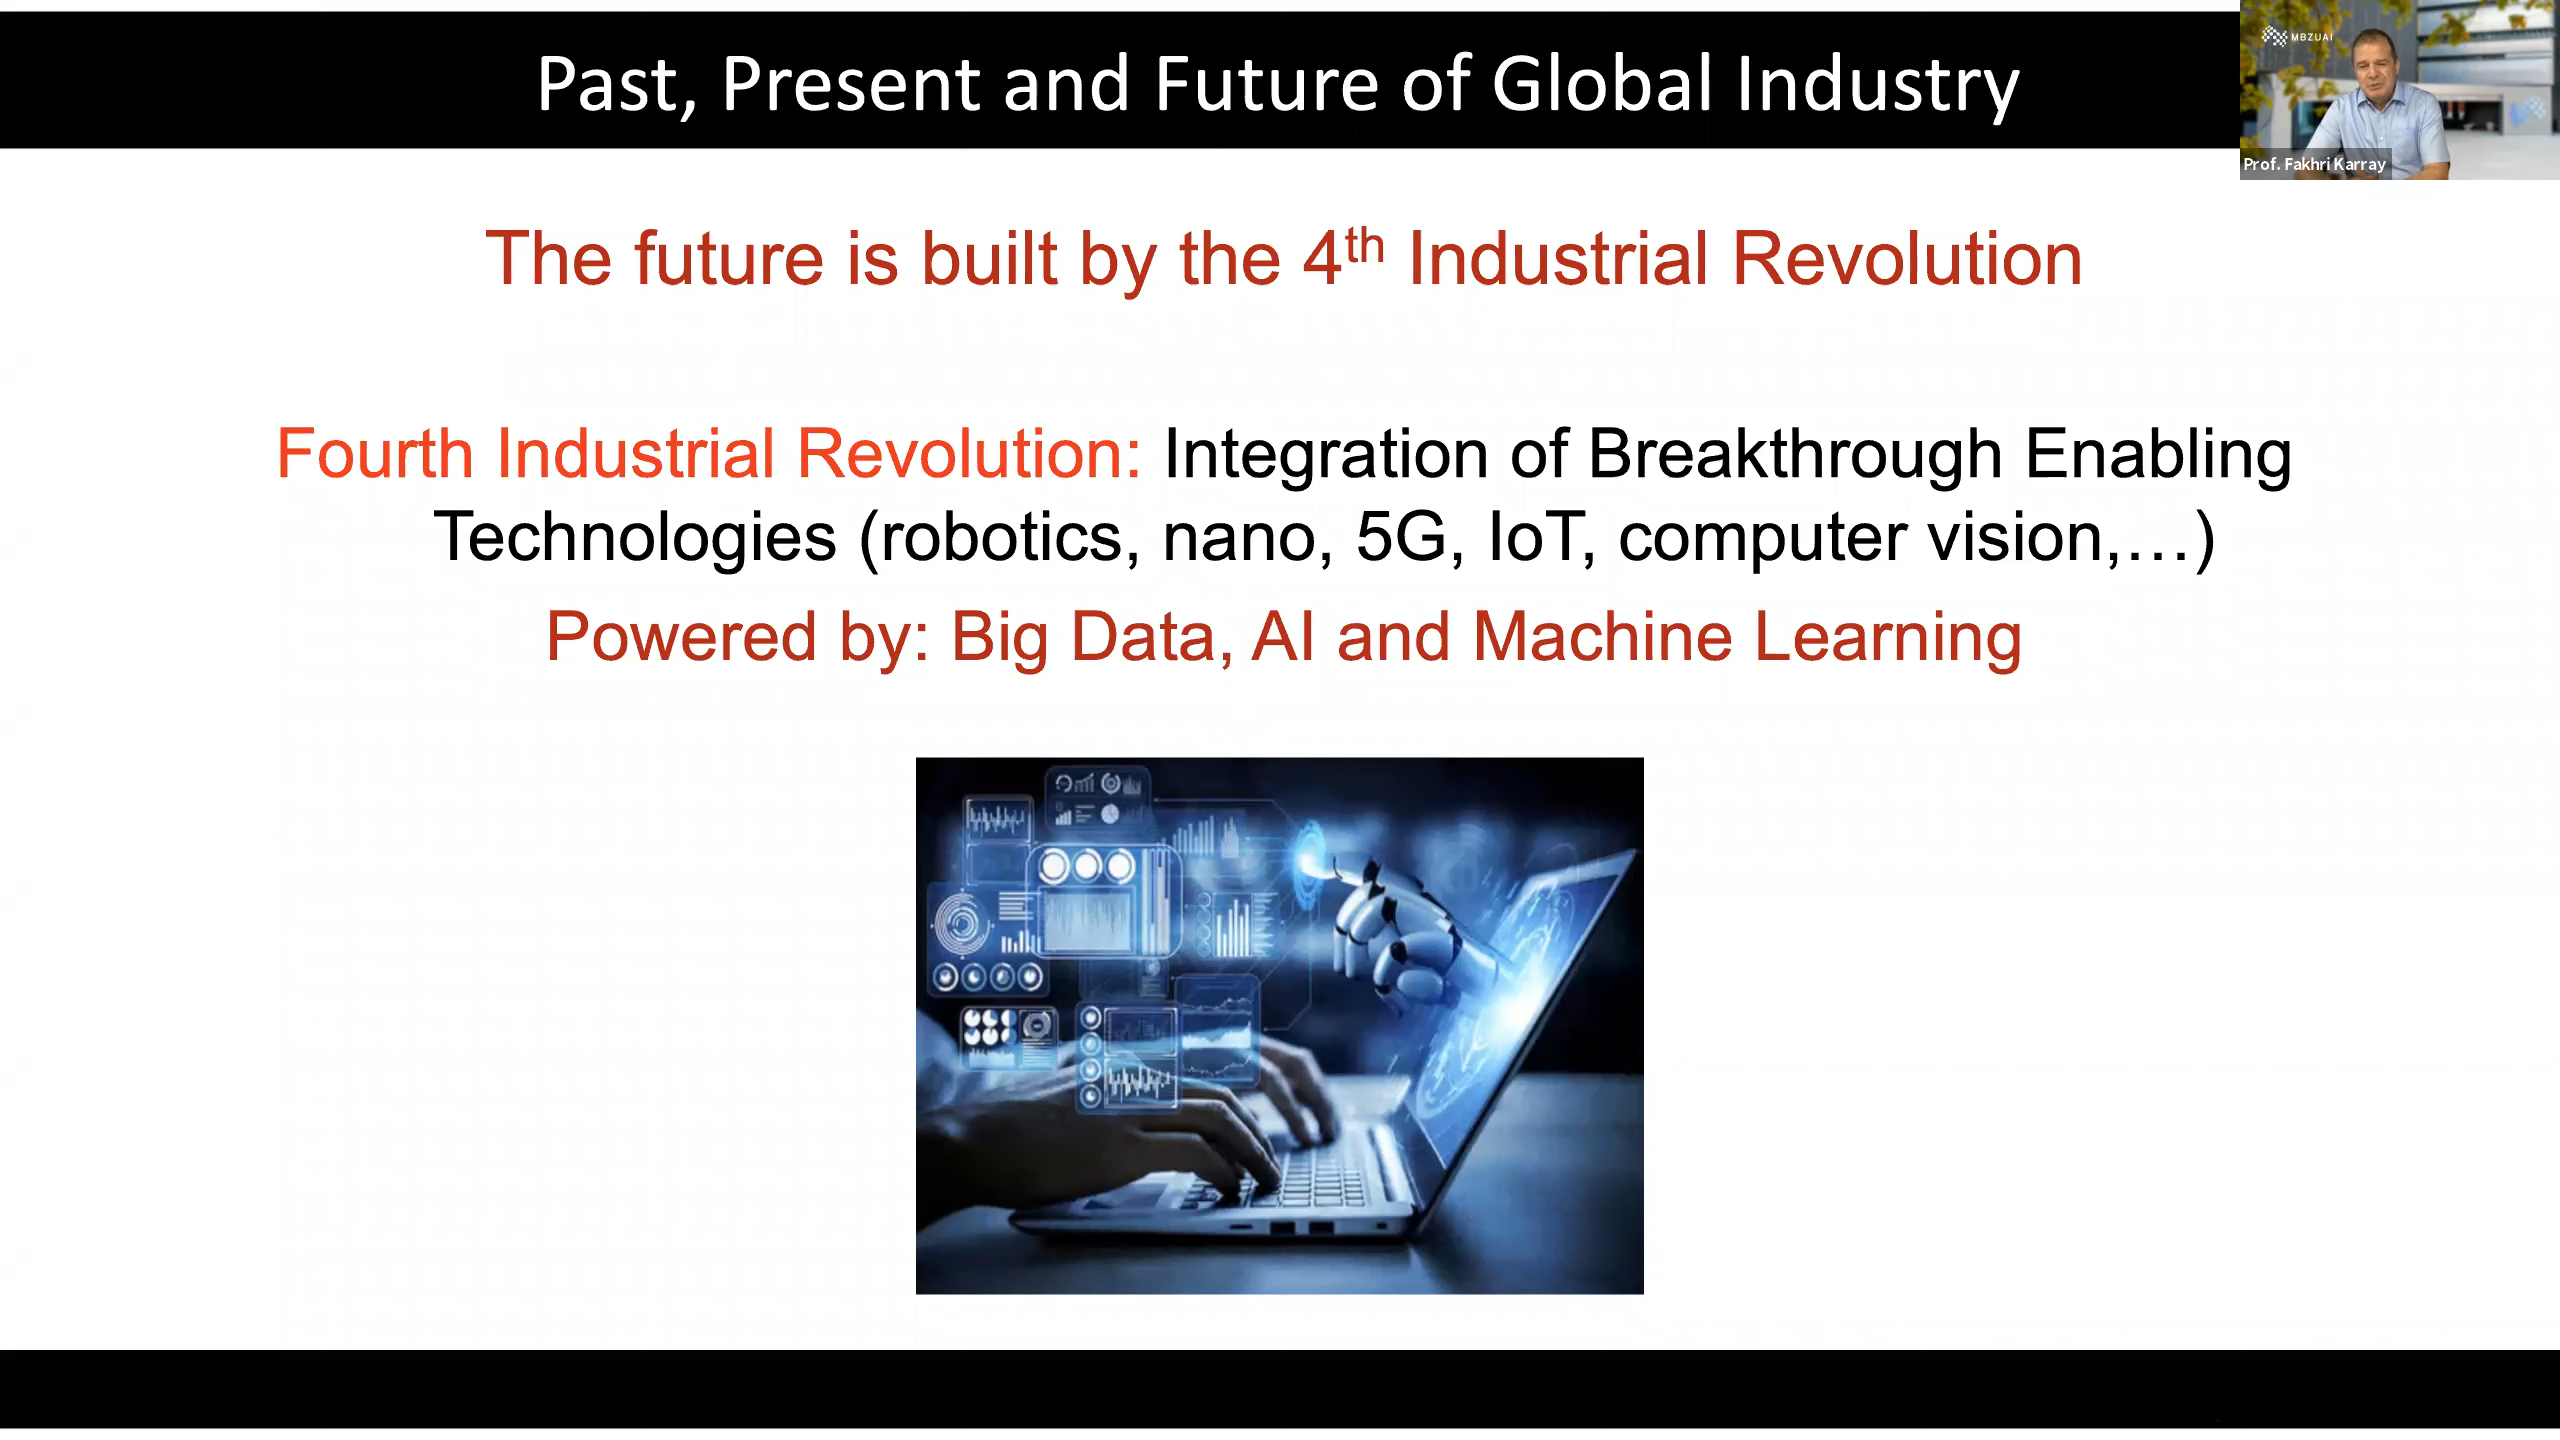 Past, Present and Future of Global Industry
MBZUAI
Prof. Fakhri Karray
The future is built by the 4th Industrial Revolution
Fourth Industrial Revolution: Integration of Breakthrough Enabling
Technologies (robotics, nano, 5G, IoT, computer vision,…)
Powered by: Big Data, AI and Machine Learning